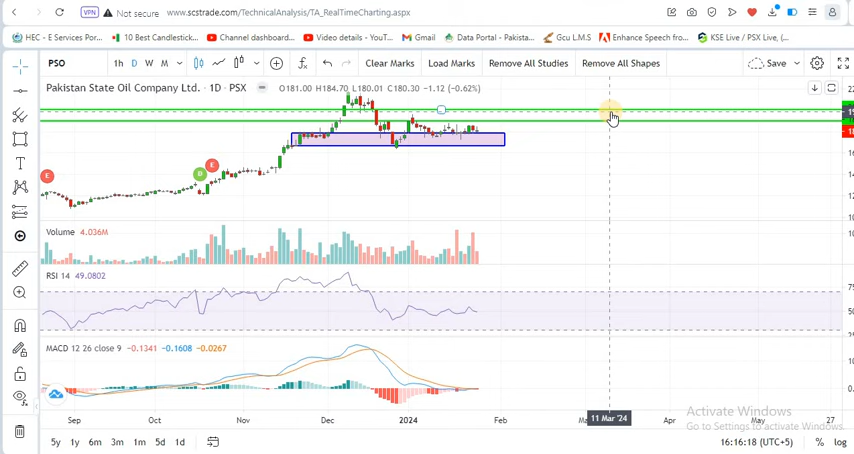 Not secure
www.scstrade.com/TechnicalAnalysis/TA_RealTimeCharting.aspx
VPN
HEC - E Services Por...
10 Best Candlestick...
Channel dashboard...
Video details - YouT...
Gmail
Data Portal - Pakistan...
Gcu L.M.S
Enhance Speech from...
KSE Live / PSX Live, (...
PSO
1h D W M
Clear Marks
Load Marks
Remove All Studies
Remove All Shapes
Save
Pakistan State Oil Company Ltd. · 1D · PSX
O181.00 H184.70 L180.01 C180.30 −1.12 (−0.62%)
E
D
E
Volume 4.036M
RSI 14 49.0802
MACD 12 26 close 9 −0.1341 −0.1608 −0.0267
Sep Oct Nov Dec 2024 Feb 11 Mar '24 Apr May 27
Activate Windows
Go to Settings to activate Windows.
5y 1y 6m 3m 1m 5d 1d
16:16:18 (UTC+5)
% log